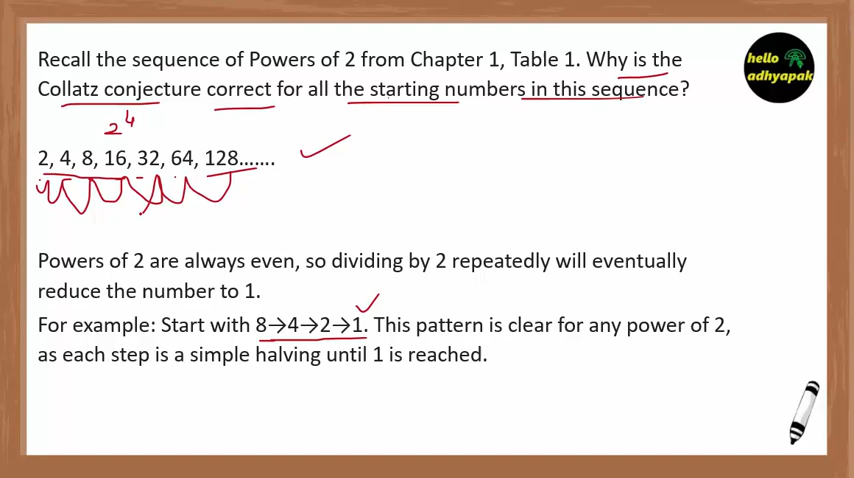 Recall the sequence of Powers of 2 from Chapter 1, Table 1. Why is the
Collatz conjecture correct for all the starting numbers in this sequence?
hello
adhyapak
2⁴
2, 4, 8, 16, 32, 64, 128.......
Powers of 2 are always even, so dividing by 2 repeatedly will eventually
reduce the number to 1.
For example: Start with 8→4→2→1. This pattern is clear for any power of 2,
as each step is a simple halving until 1 is reached.